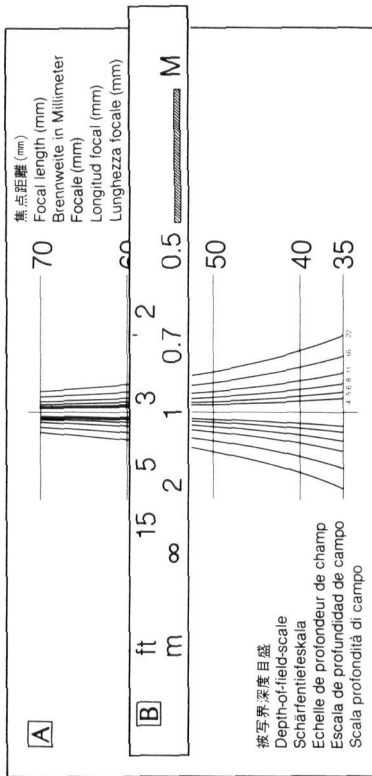 A
焦点距離 (mm)
Focal length (mm)
Brennweite in Millimeter
Focale (mm)
Longitud focal (mm)
Lunghezza focale (mm)
70
60
B
ft 15 5 3 2
m ∞ 2 1 0.7 0.5 M
50
40
35
4 5.6 8 11 16 22
被写界深度目盛
Depth-of-field-scale
Schärfentiefeskala
Echelle de profondeur de champ
Escala de profundidad de campo
Scala profondità di campo